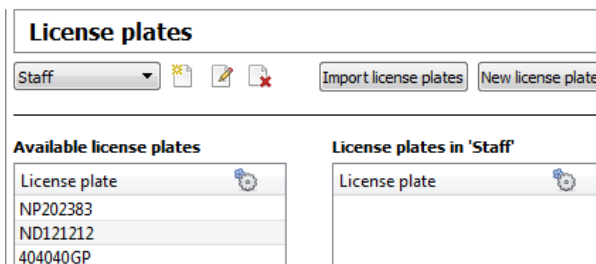 License plates
Staff
Import license plates
New license plate
Available license plates
License plates in 'Staff'
License plate
License plate
NP202383
ND121212
404040GP